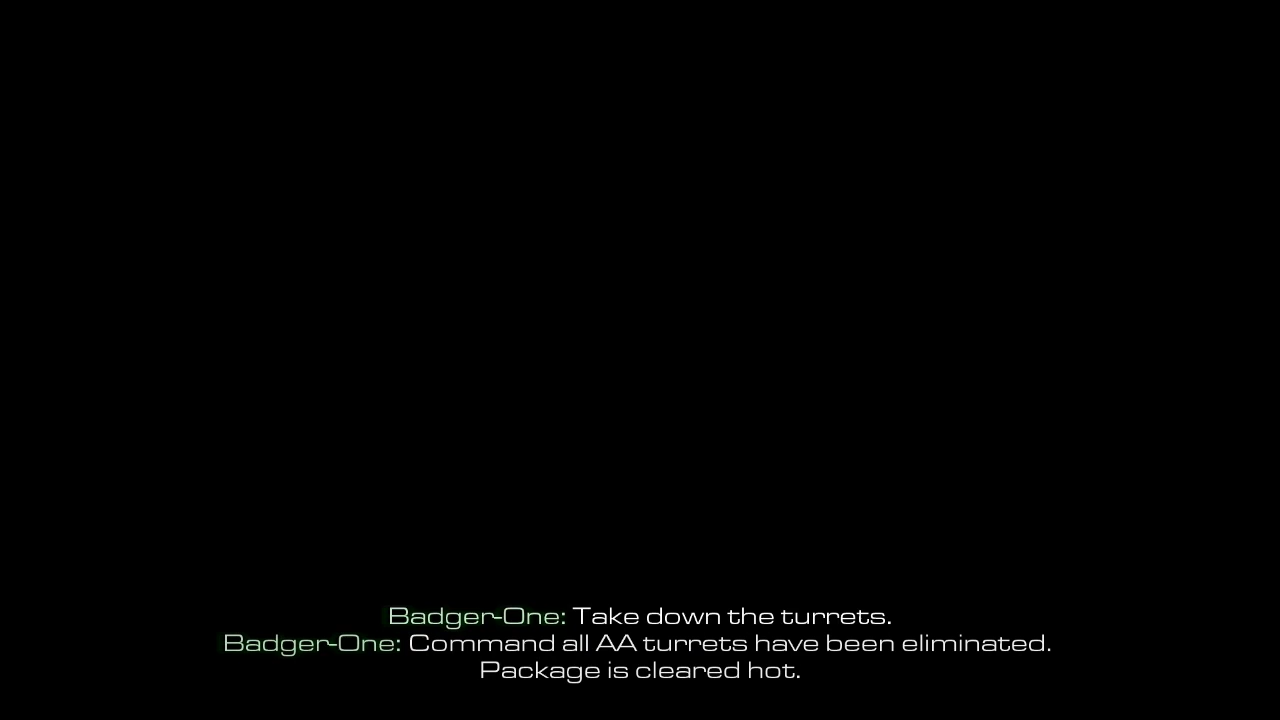 Badger-One: Take down the turrets.
Badger-One: Command all AA turrets have been eliminated.
Package is cleared hot.